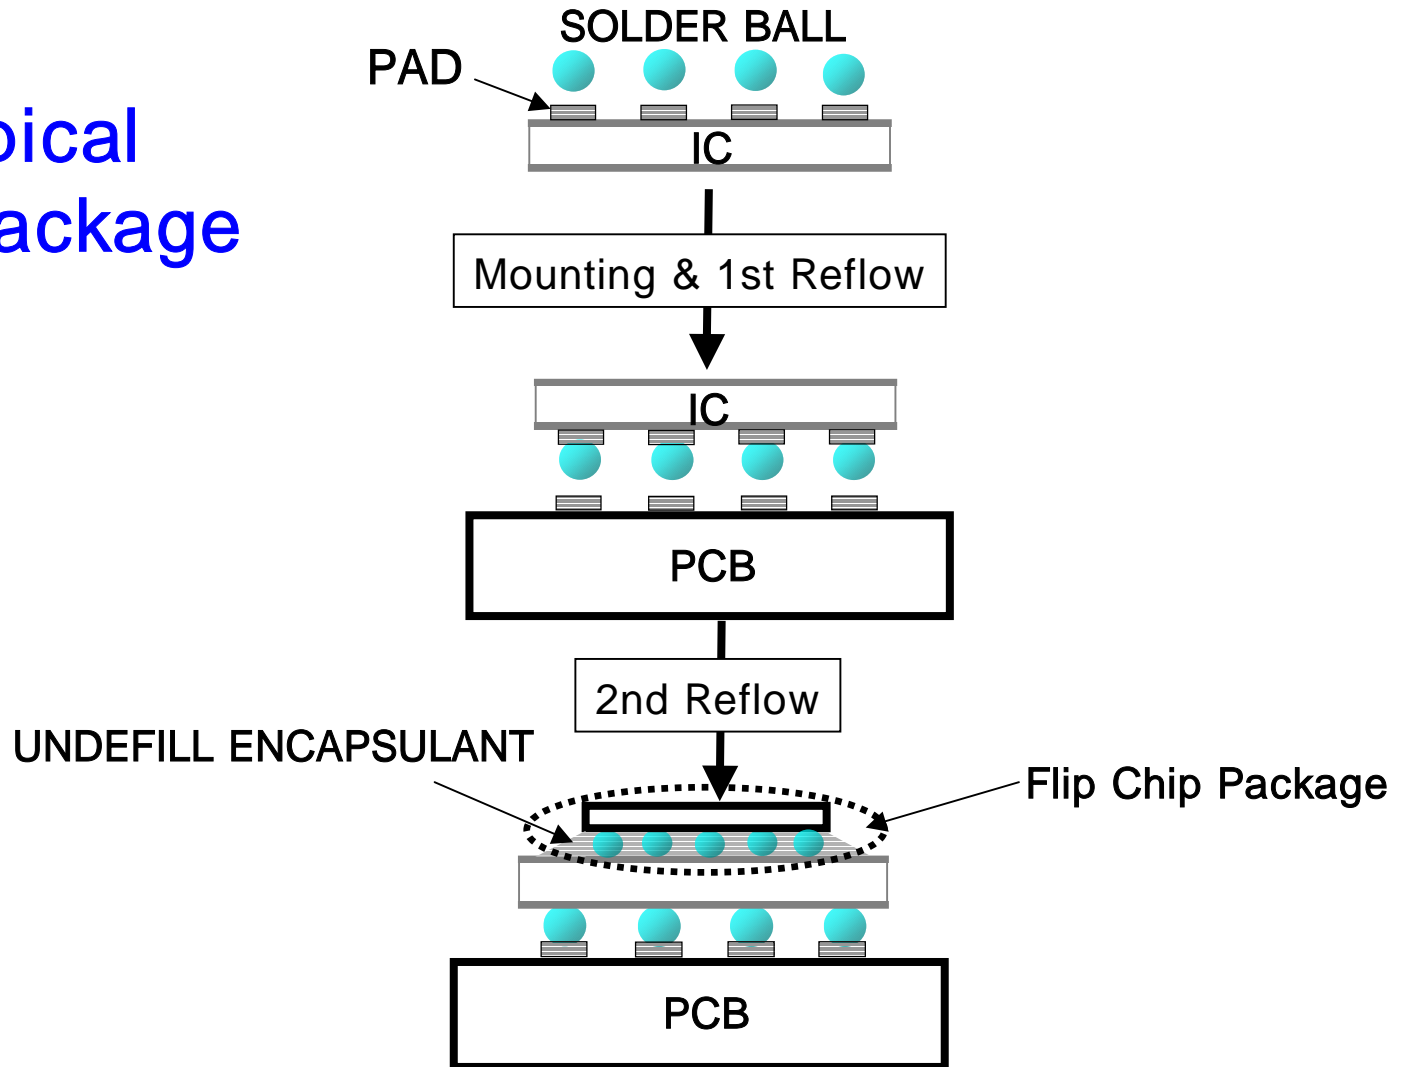 SOLDER BALL
PAD
pical
ackage
IC
Mounting & 1st Reflow
IC
PCB
2nd Reflow
UNDEFILL ENCAPSULANT
Flip Chip Package
PCB